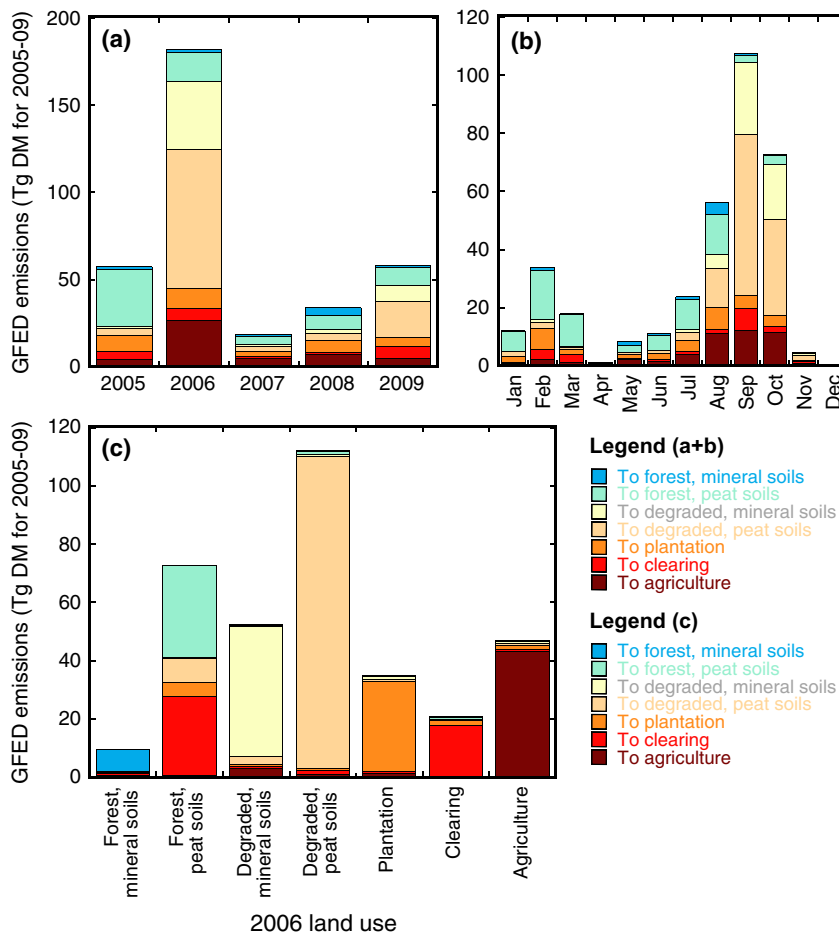 (a)
200
150
100
50
0
GFED emissions (Tg DM for 2005-09)
2005 2006 2007 2008 2009
(b)
120
100
80
60
40
20
0
Jan Feb Mar Apr May Jun Jul Aug Sep Oct Nov Dec
(c)
120
100
80
60
40
20
0
GFED emissions (Tg DM for 2005-09)
Forest,
mineral soils
Forest,
peat soils
Degraded,
mineral soils
Degraded,
peat soils
Plantation
Clearing
Agriculture
2006 land use
Legend (a+b)
To forest, mineral soils
To forest, peat soils
To degraded, mineral soils
To degraded, peat soils
To plantation
To clearing
To agriculture
Legend (c)
To forest, mineral soils
To forest, peat soils
To degraded, mineral soils
To degraded, peat soils
To plantation
To clearing
To agriculture